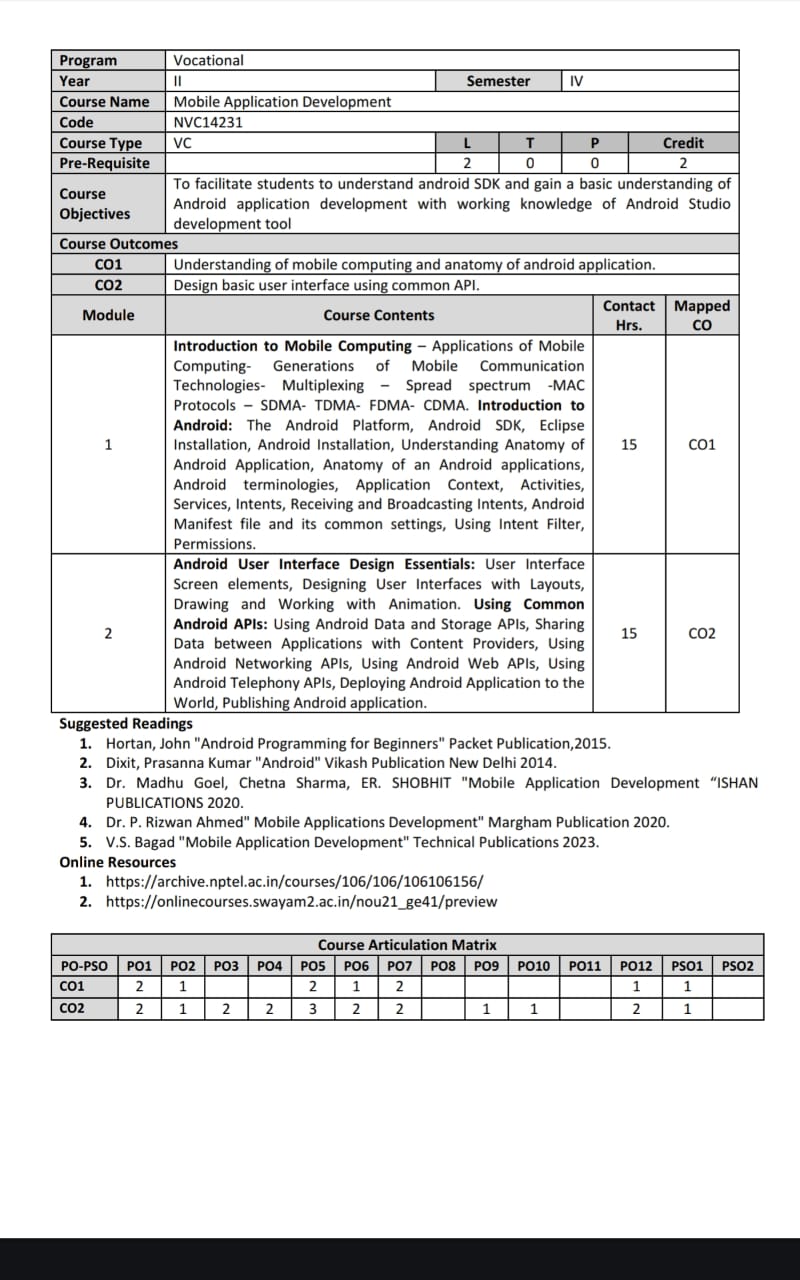 Program Vocational
Year II Semester IV
Course Name Mobile Application Development
Code NVC14231
Course Type VC L T P Credit
Pre-Requisite 2 0 0 2
Course Objectives
To facilitate students to understand android SDK and gain a basic understanding of
Android application development with working knowledge of Android Studio
development tool
Course Outcomes
CO1 Understanding of mobile computing and anatomy of android application.
CO2 Design basic user interface using common API.
Module Course Contents Contact Hrs. Mapped CO
1
Introduction to Mobile Computing – Applications of Mobile
Computing- Generations of Mobile Communication
Technologies- Multiplexing – Spread spectrum -MAC
Protocols – SDMA- TDMA- FDMA- CDMA. Introduction to
Android: The Android Platform, Android SDK, Eclipse
Installation, Android Installation, Understanding Anatomy of
Android Application, Anatomy of an Android applications,
Android terminologies, Application Context, Activities,
Services, Intents, Receiving and Broadcasting Intents, Android
Manifest file and its common settings, Using Intent Filter,
Permissions.
15 CO1
2
Android User Interface Design Essentials: User Interface
Screen elements, Designing User Interfaces with Layouts,
Drawing and Working with Animation. Using Common
Android APIs: Using Android Data and Storage APIs, Sharing
Data between Applications with Content Providers, Using
Android Networking APIs, Using Android Web APIs, Using
Android Telephony APIs, Deploying Android Application to the
World, Publishing Android application.
15 CO2
Suggested Readings
1. Hortan, John "Android Programming for Beginners" Packet Publication,2015.
2. Dixit, Prasanna Kumar "Android" Vikash Publication New Delhi 2014.
3. Dr. Madhu Goel, Chetna Sharma, ER. SHOBHIT "Mobile Application Development “ISHAN
PUBLICATIONS 2020.
4. Dr. P. Rizwan Ahmed" Mobile Applications Development" Margham Publication 2020.
5. V.S. Bagad "Mobile Application Development" Technical Publications 2023.
Online Resources
1. https://archive.nptel.ac.in/courses/106/106/106106156/
2. https://onlinecourses.swayam2.ac.in/nou21_ge41/preview
Course Articulation Matrix
PO-PSO PO1 PO2 PO3 PO4 PO5 PO6 PO7 PO8 PO9 PO10 PO11 PO12 PSO1 PSO2
CO1 2 1 2 1 2 1 1
CO2 2 1 2 2 3 2 2 1 1 2 1